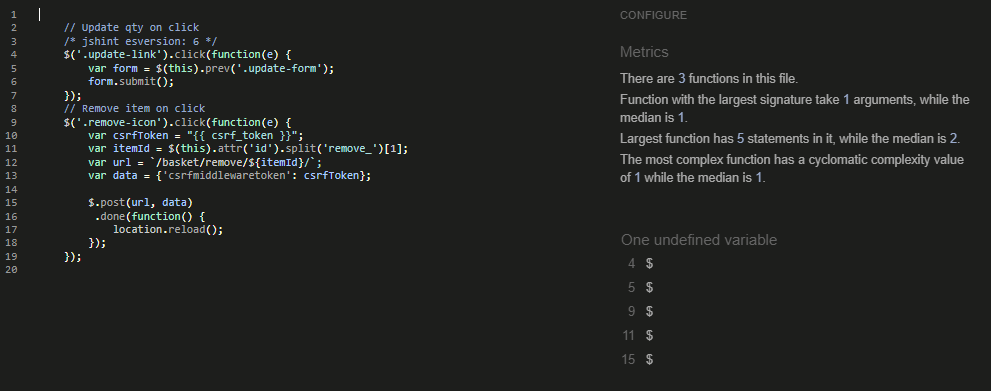 1
2 // Update qty on click
3 /* jshint esversion: 6 */
4 $('.update-link').click(function(e) {
5 var form = $(this).prev('.update-form');
6 form.submit();
7 });
8 // Remove item on click
9 $('.remove-icon').click(function(e) {
10 var csrfToken = "{{ csrf_token }}";
11 var itemId = $(this).attr('id').split('remove_')[1];
12 var url = `/basket/remove/${itemId}/`;
13 var data = {'csrfmiddlewaretoken': csrfToken};
14
15 $.post(url, data)
16 .done(function() {
17 location.reload();
18 });
19 });
20
CONFIGURE
Metrics
There are 3 functions in this file.
Function with the largest signature take 1 arguments, while the
median is 1.
Largest function has 5 statements in it, while the median is 2.
The most complex function has a cyclomatic complexity value
of 1 while the median is 1.
One undefined variable
4 $
5 $
9 $
11 $
15 $